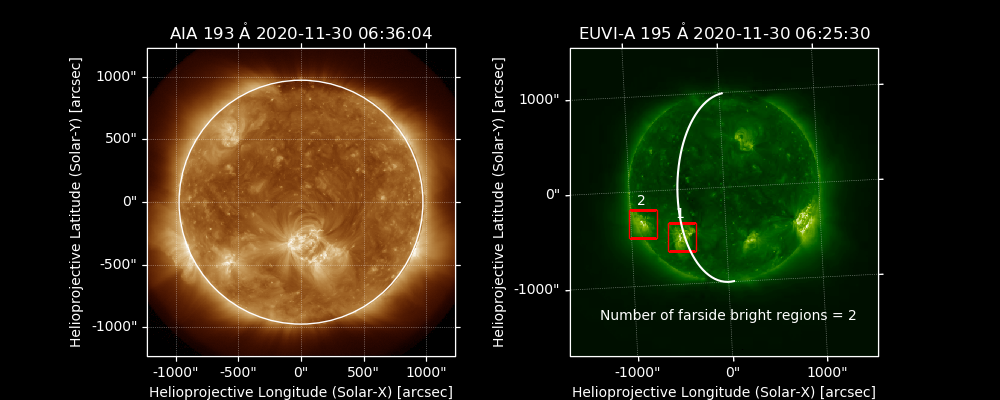 AIA 193 Å 2020-11-30 06:36:04
Helioprojective Latitude (Solar-Y) [arcsec]
1000"
500"
0"
-500"
-1000"
-1000"
-500"
0"
500"
1000"
Helioprojective Longitude (Solar-X) [arcsec]
EUVI-A 195 Å 2020-11-30 06:25:30
Helioprojective Latitude (Solar-Y) [arcsec]
1000"
0"
-1000"
2
1
Number of farside bright regions = 2
-1000"
0"
1000"
Helioprojective Longitude (Solar-X) [arcsec]